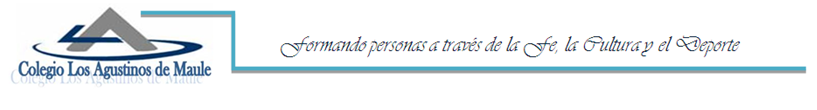 Formando personas a través de la Fe, la Cultura y el Deporte
Colegio Los Agustinos de Maule